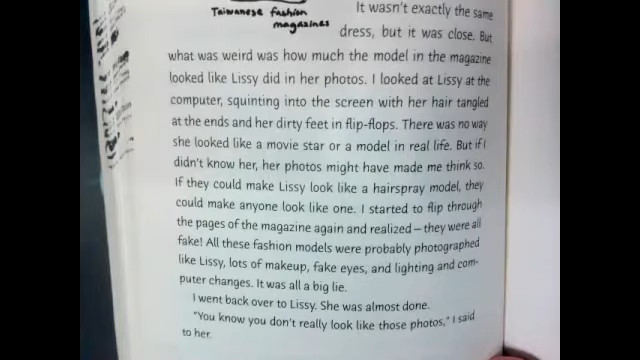 Taiwanese fashion
magazines
It wasn't exactly the same
dress, but it was close. But
what was weird was how much the model in the magazine
looked like Lissy did in her photos. I looked at Lissy at the
computer, squinting into the screen with her hair tangled
at the ends and her dirty feet in flip-flops. There was no way
she looked like a movie star or a model in real life. But if I
didn't know her, her photos might have made me think so.
If they could make Lissy look like a hairspray model, they
could make anyone look like one. I started to flip through
the pages of the magazine again and realized—they were all
fake! All these fashion models were probably photographed
like Lissy, lots of makeup, fake eyes, and lighting and com-
puter changes. It was all a big lie.
I went back over to Lissy. She was almost done.
"You know you don't really look like those photos," I said
to her.